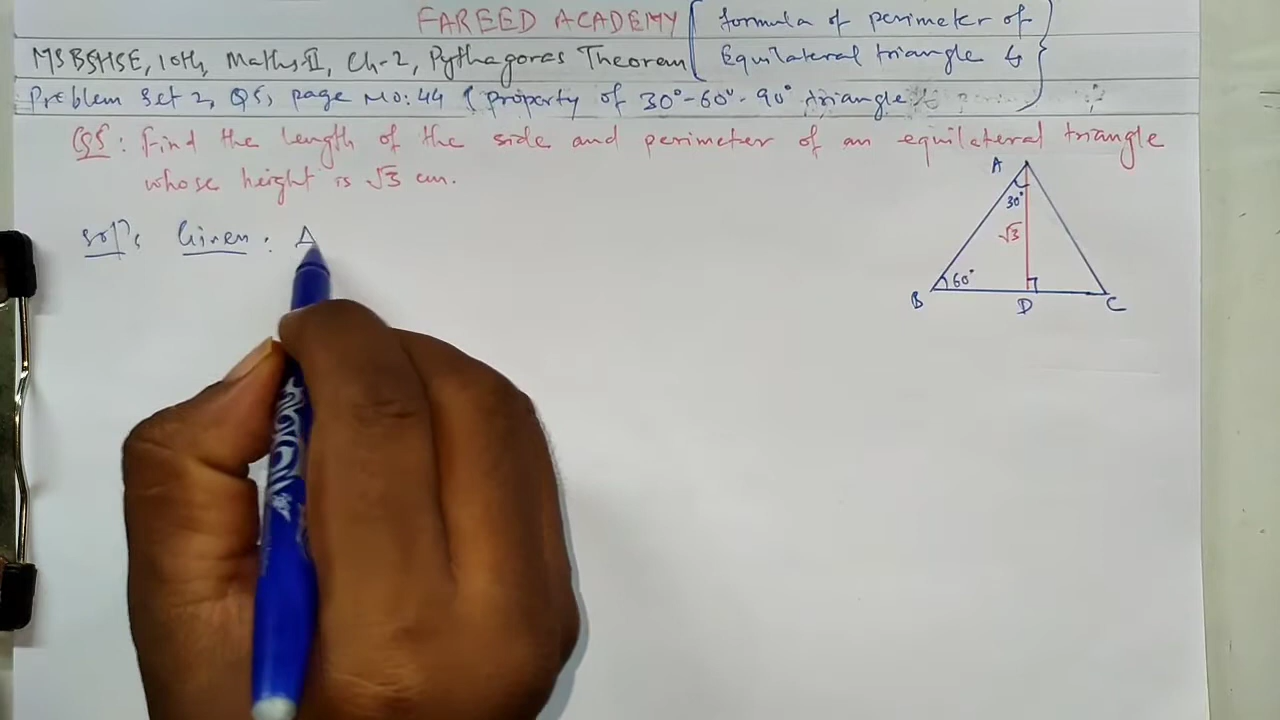 FAREED ACADEMY
formula of perimeter of
Equilateral triangle &
MSBSHSE, 10th, Maths-II, Ch-2, Pythagoras Theorem
Problem Set 2, Q5, page No: 44 ( property of 30°-60°-90° triangle
Q5: Find the length of the side and perimeter of an equilateral triangle
whose height is √3 cm.
A
30°
√3
60°
B
D
C
Solⁿ: Given: A